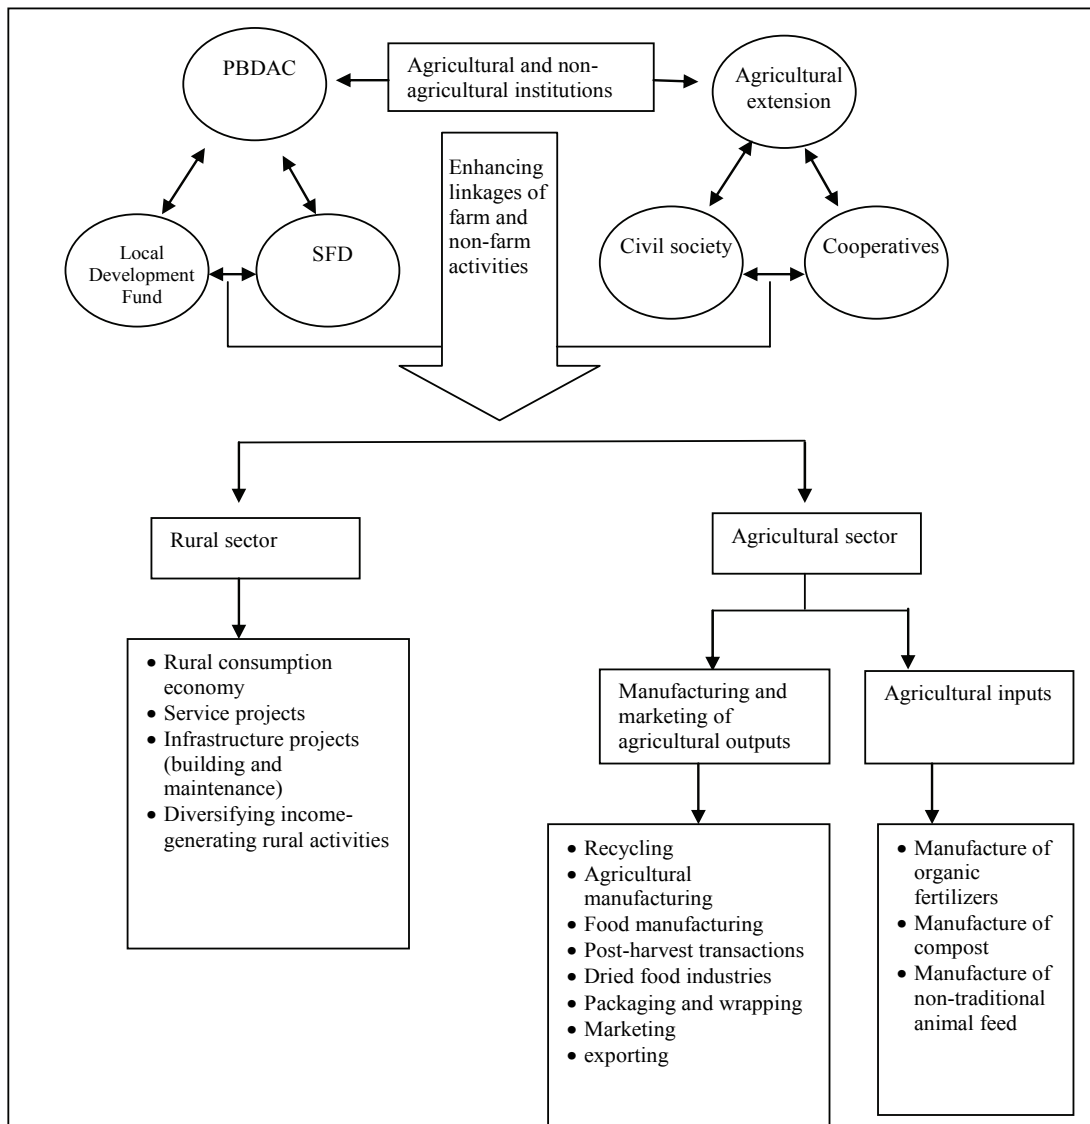 PBDAC
Agricultural and non-
agricultural institutions
Agricultural
extension
Enhancing
linkages of
farm and
non-farm
activities
Local
Development
Fund
SFD
Civil society
Cooperatives
Rural sector
Agricultural sector
• Rural consumption
economy
• Service projects
• Infrastructure projects
(building and
maintenance)
• Diversifying income-
generating rural activities
Manufacturing and
marketing of
agricultural outputs
Agricultural inputs
• Recycling
• Agricultural
manufacturing
• Food manufacturing
• Post-harvest transactions
• Dried food industries
• Packaging and wrapping
• Marketing
• exporting
• Manufacture of
organic
fertilizers
• Manufacture of
compost
• Manufacture of
non-traditional
animal feed